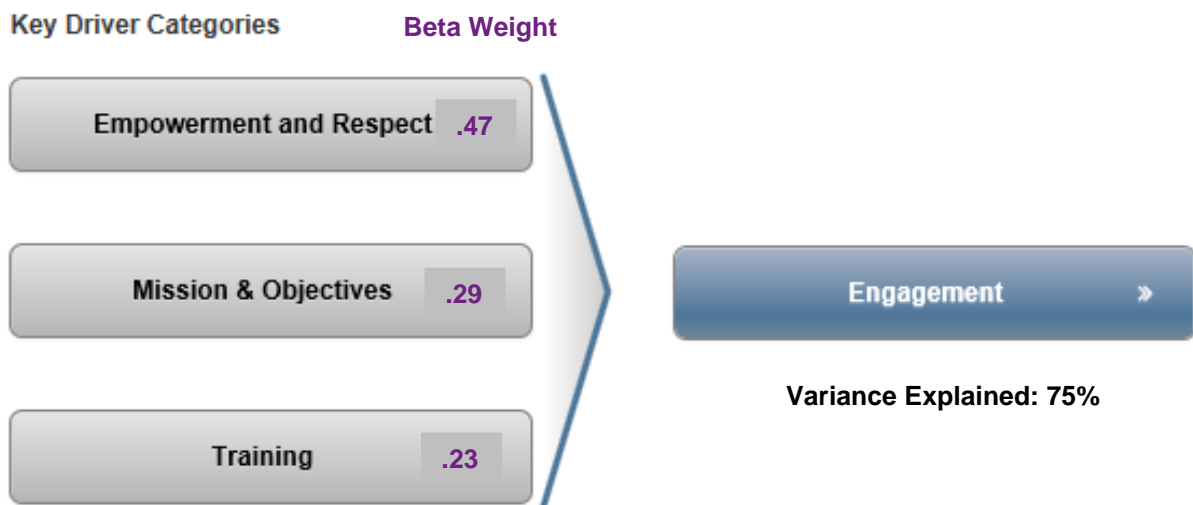 Key Driver Categories Beta Weight
Empowerment and Respect .47
Mission & Objectives .29
Engagement »
Variance Explained: 75%
Training .23